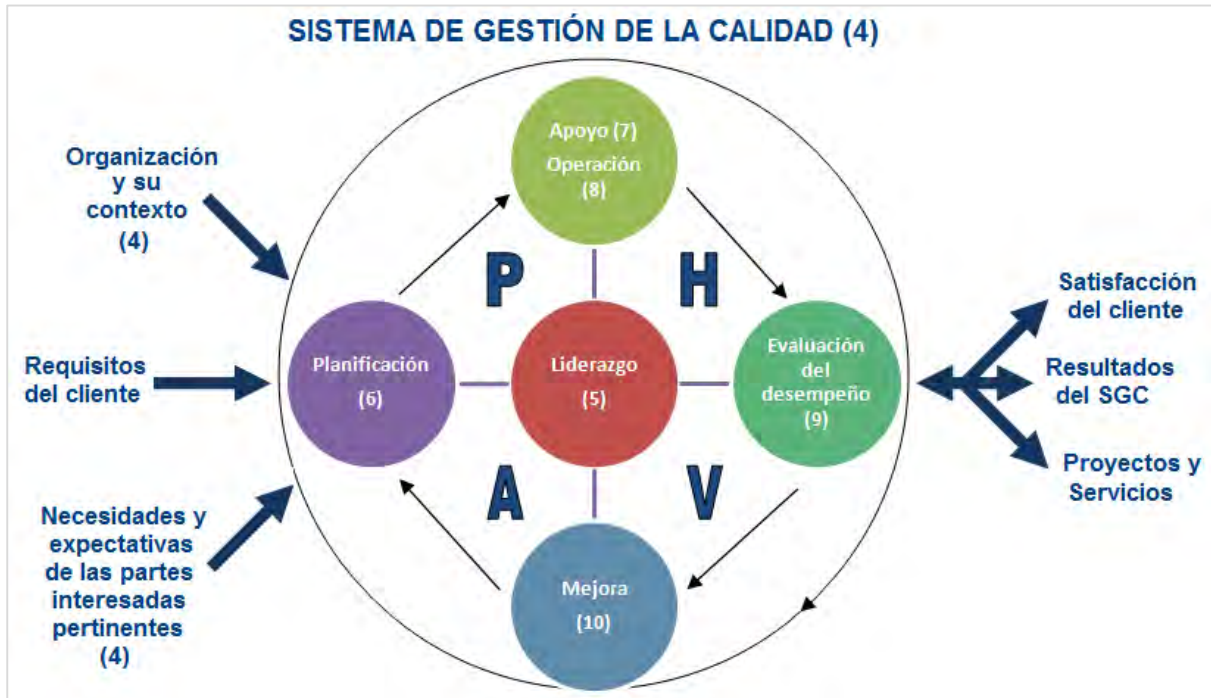 SISTEMA DE GESTIÓN DE LA CALIDAD (4)
Organización
y su
contexto
(4)
Requisitos
del cliente
Necesidades y
expectativas
de las partes
interesadas
pertinentes
(4)
Apoyo (7)
Operación
(8)
P
H
Planificación
(6)
Liderazgo
(5)
Evaluación
del
desempeño
(9)
A
V
Mejora
(10)
Satisfacción
del cliente
Resultados
del SGC
Proyectos y
Servicios